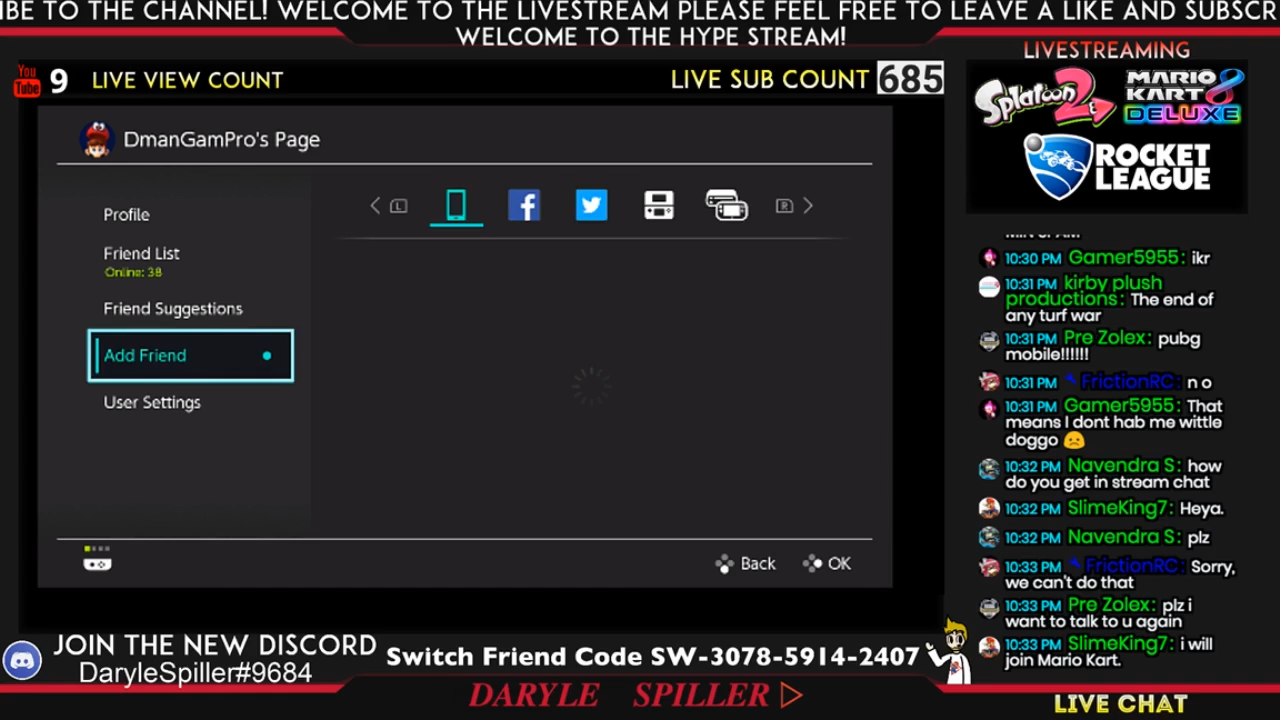 BE TO THE CHANNEL! WELCOME TO THE LIVESTREAM PLEASE FEEL FREE TO LEAVE A LIKE AND SUBSCR
WELCOME TO THE HYPE STREAM!
You
Tube
9 LIVE VIEW COUNT
LIVE SUB COUNT 685
DmanGamPro's Page
Profile
Friend List
Online: 38
Friend Suggestions
Add Friend
User Settings
L
R
Back
OK
LIVESTREAMING
Splatoon 2
MARIO
KART 8
DELUXE
ROCKET
LEAGUE
MIN SPAM
10:30 PM Gamer5955: ikr
10:31 PM kirby plush
productions: The end of
any turf war
10:31 PM Pre Zolex: pubg
mobile!!!!!!
10:31 PM FrictionRC: n o
10:31 PM Gamer5955: That
means I dont hab me wittle
doggo
10:32 PM Navendra S: how
do you get in stream chat
10:32 PM SlimeKing7: Heya.
10:32 PM Navendra S: plz
10:33 PM FrictionRC: Sorry,
we can't do that
10:33 PM Pre Zolex: plz i
want to talk to u again
10:33 PM SlimeKing7: i will
join Mario Kart.
JOIN THE NEW DISCORD
DaryleSpiller#9684
Switch Friend Code SW-3078-5914-2407
DARYLE SPILLER
LIVE CHAT